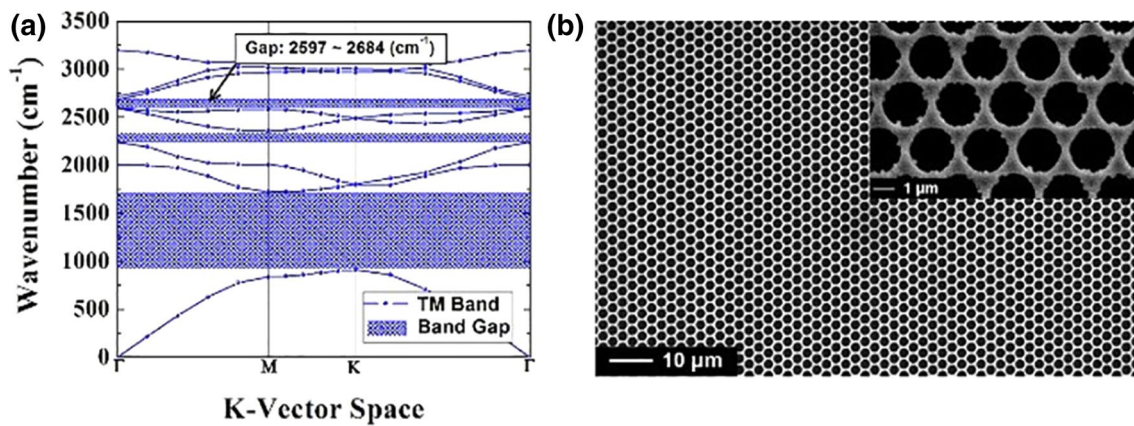 (a)
3500
3000
2500
2000
1500
1000
500
0
Wavenumber (cm⁻¹)
Gap: 2597 ~ 2684 (cm⁻¹)
TM Band
Band Gap
Γ M K Γ
K-Vector Space
(b)
1 µm
10 µm